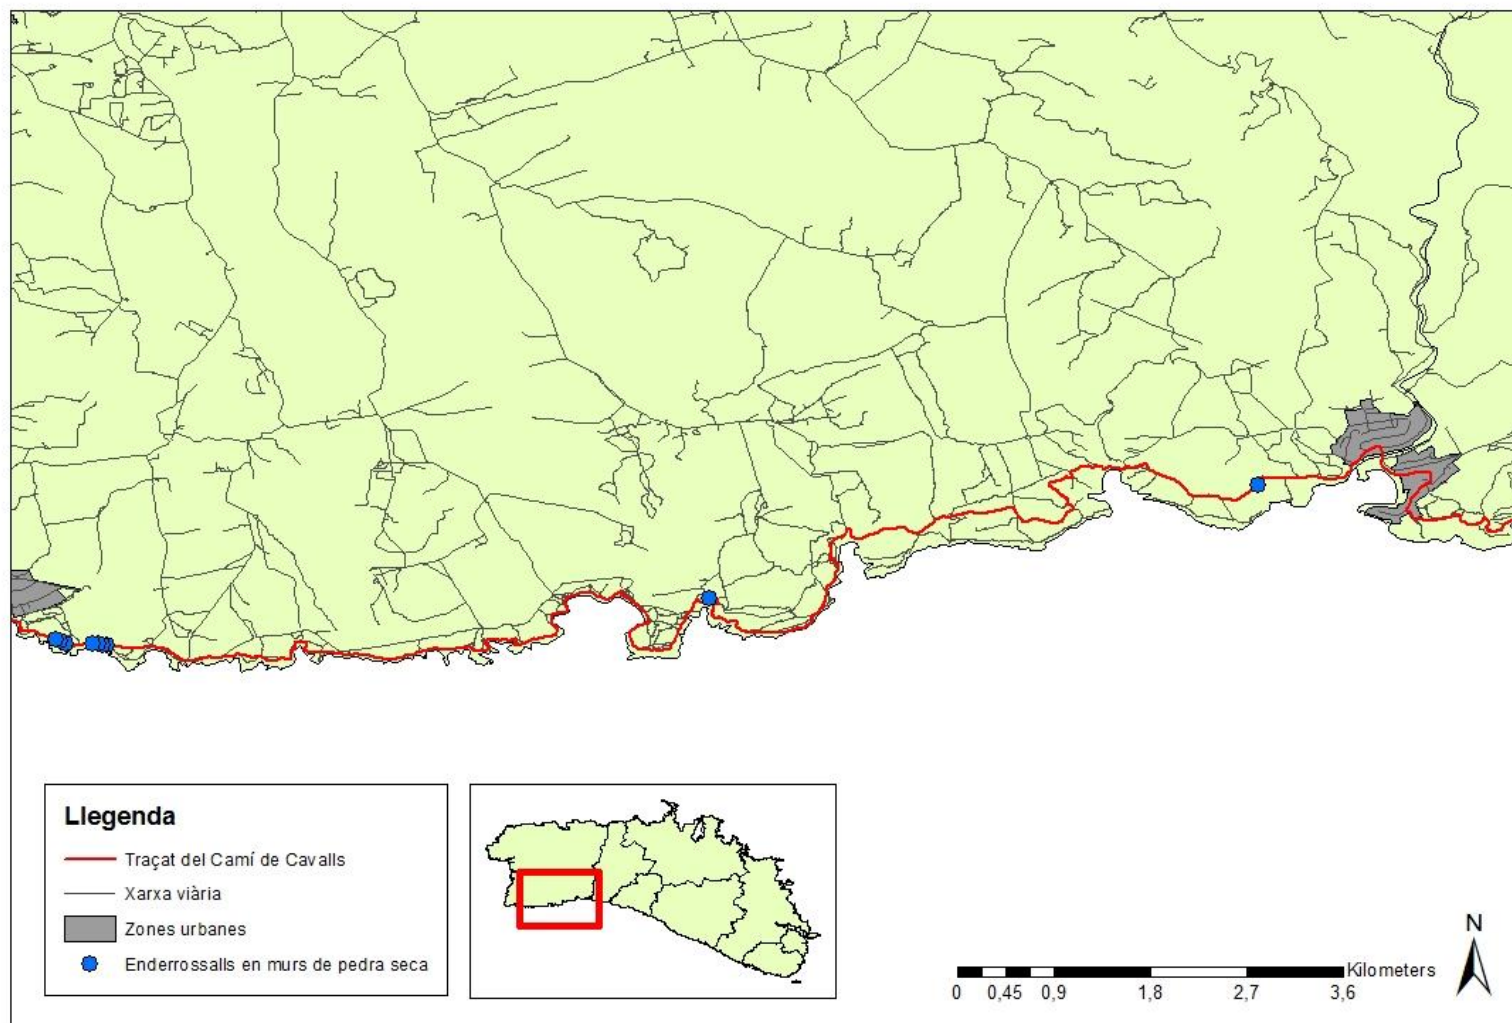 Llegenda
Traçat del Camí de Cavalls
Xarxa viària
Zones urbanes
Enderrossalls en murs de pedra seca
N
Kilometers
0 0,45 0,9 1,8 2,7 3,6